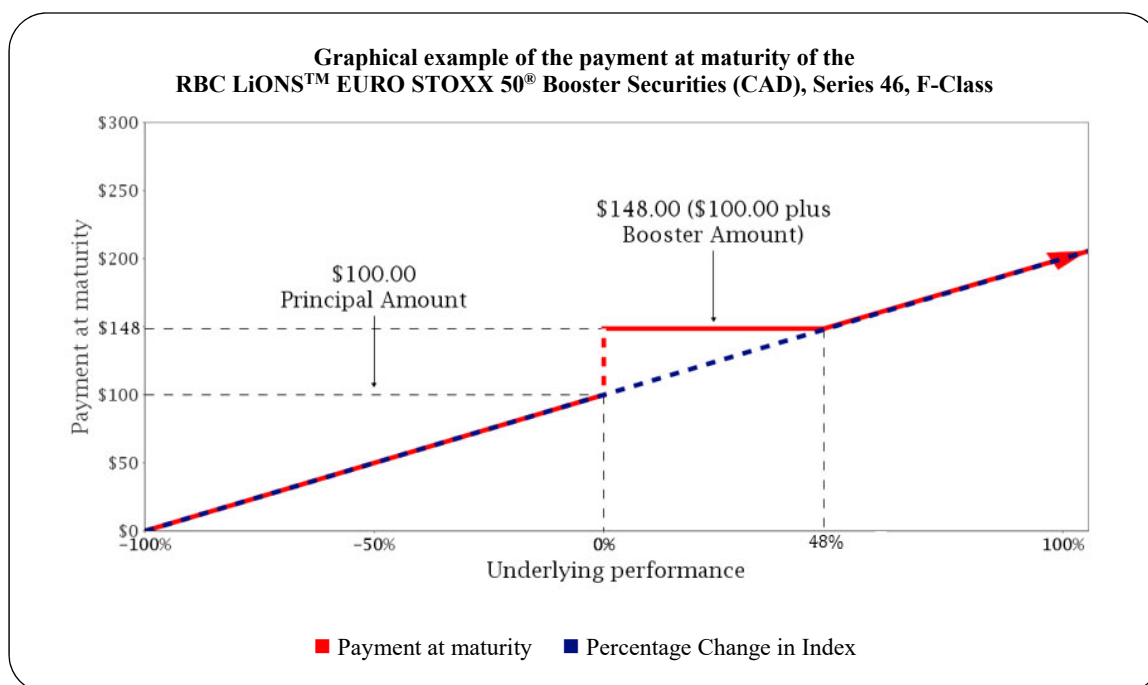 Graphical example of the payment at maturity of the
RBC LiONS™ EURO STOXX 50® Booster Securities (CAD), Series 46, F-Class
$300
$250
$200
$148
$100
$50
$0
Payment at maturity
$148.00 ($100.00 plus
Booster Amount)
$100.00
Principal Amount
-100%
-50%
0%
48%
100%
Underlying performance
Payment at maturity
Percentage Change in Index